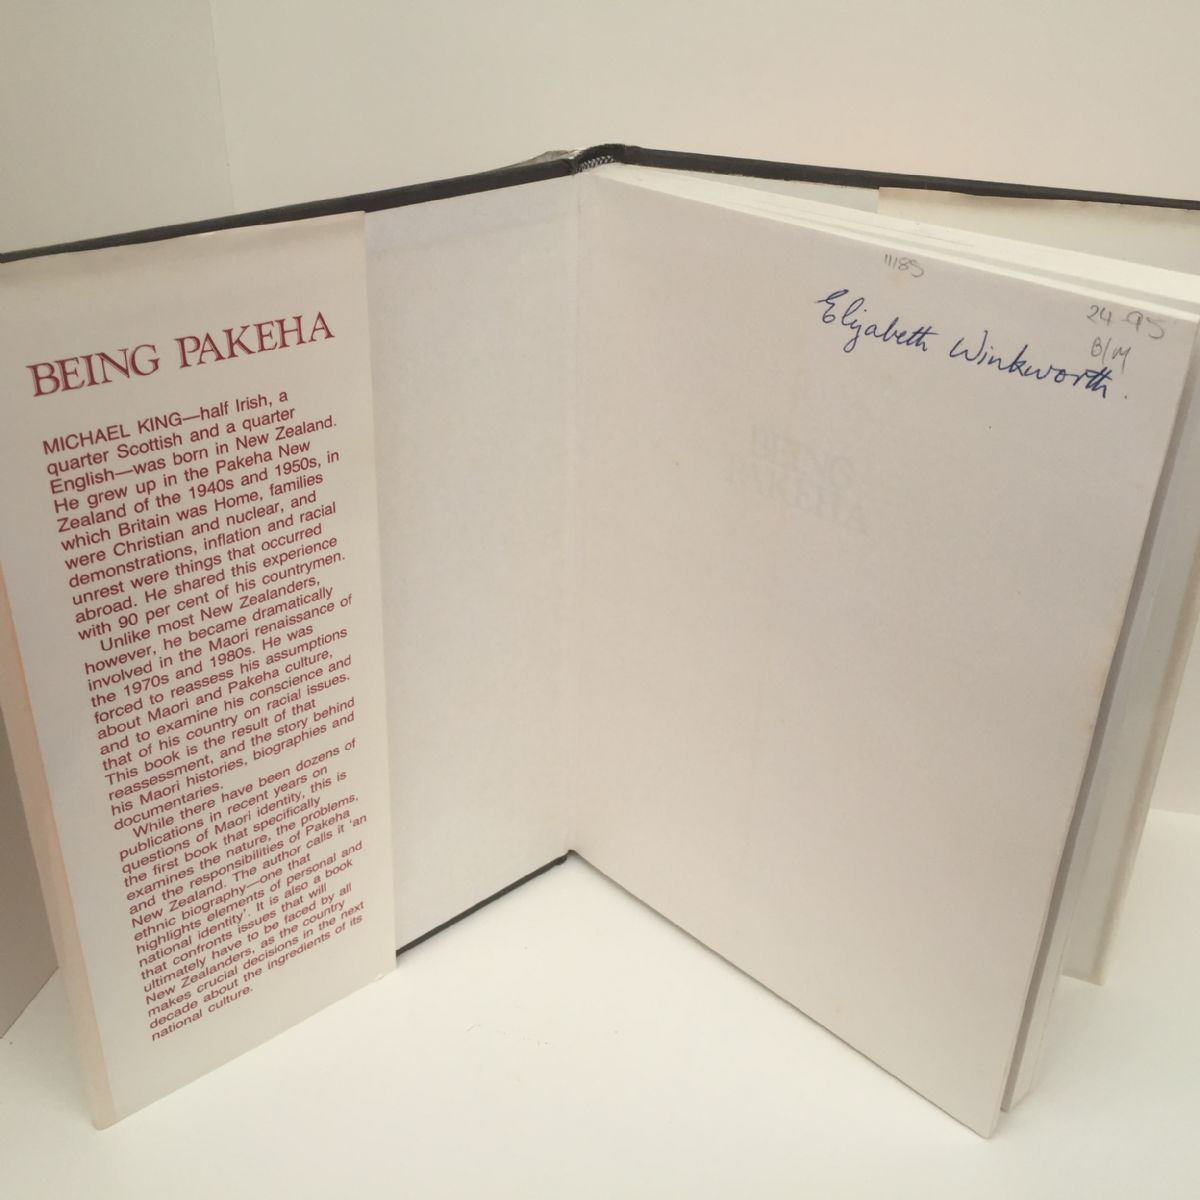 BEING PAKEHA
MICHAEL KING—half Irish, a
quarter Scottish and a quarter
English—was born in New Zealand.
He grew up in the Pakeha New
Zealand of the 1940s and 1950s, in
which Britain was Home, families
were Christian and nuclear, and
demonstrations, inflation and racial
unrest were things that occurred
abroad. He shared this experience
with 90 per cent of his countrymen.
Unlike most New Zealanders,
however, he became dramatically
involved in the Maori renaissance of
the 1970s and 1980s. He was
forced to reassess his assumptions
about Maori and Pakeha culture,
and to examine his conscience and
that of his country on racial issues.
This book is the result of that
reassessment, and the story behind
his Maori histories, biographies and
documentaries.
While there have been dozens of
publications in recent years on
questions of Maori identity, this is
the first book that specifically
examines the nature, the problems,
and the responsibilities of Pakeha
New Zealand. The author calls it 'an
ethnic biography—one that
highlights elements of personal and
national identity'. It is also a book
that confronts issues that will
ultimately have to be faced by all
New Zealanders, as the country
makes crucial decisions in the next
decade about the ingredients of its
national culture.
11185
24-95
B/M
Elizabeth Winkworth.